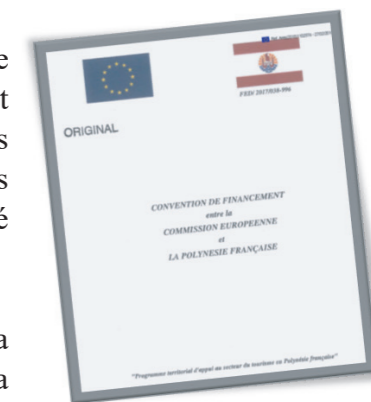 e
t
s
s
é
a
a
FED/ 2017/038-996
ORIGINAL
CONVENTION DE FINANCEMENT
entre la
COMMISSION EUROPEENNE
et
LA POLYNESIE FRANÇAISE
"Programme territorial d'appui au secteur du tourisme en Polynésie française"